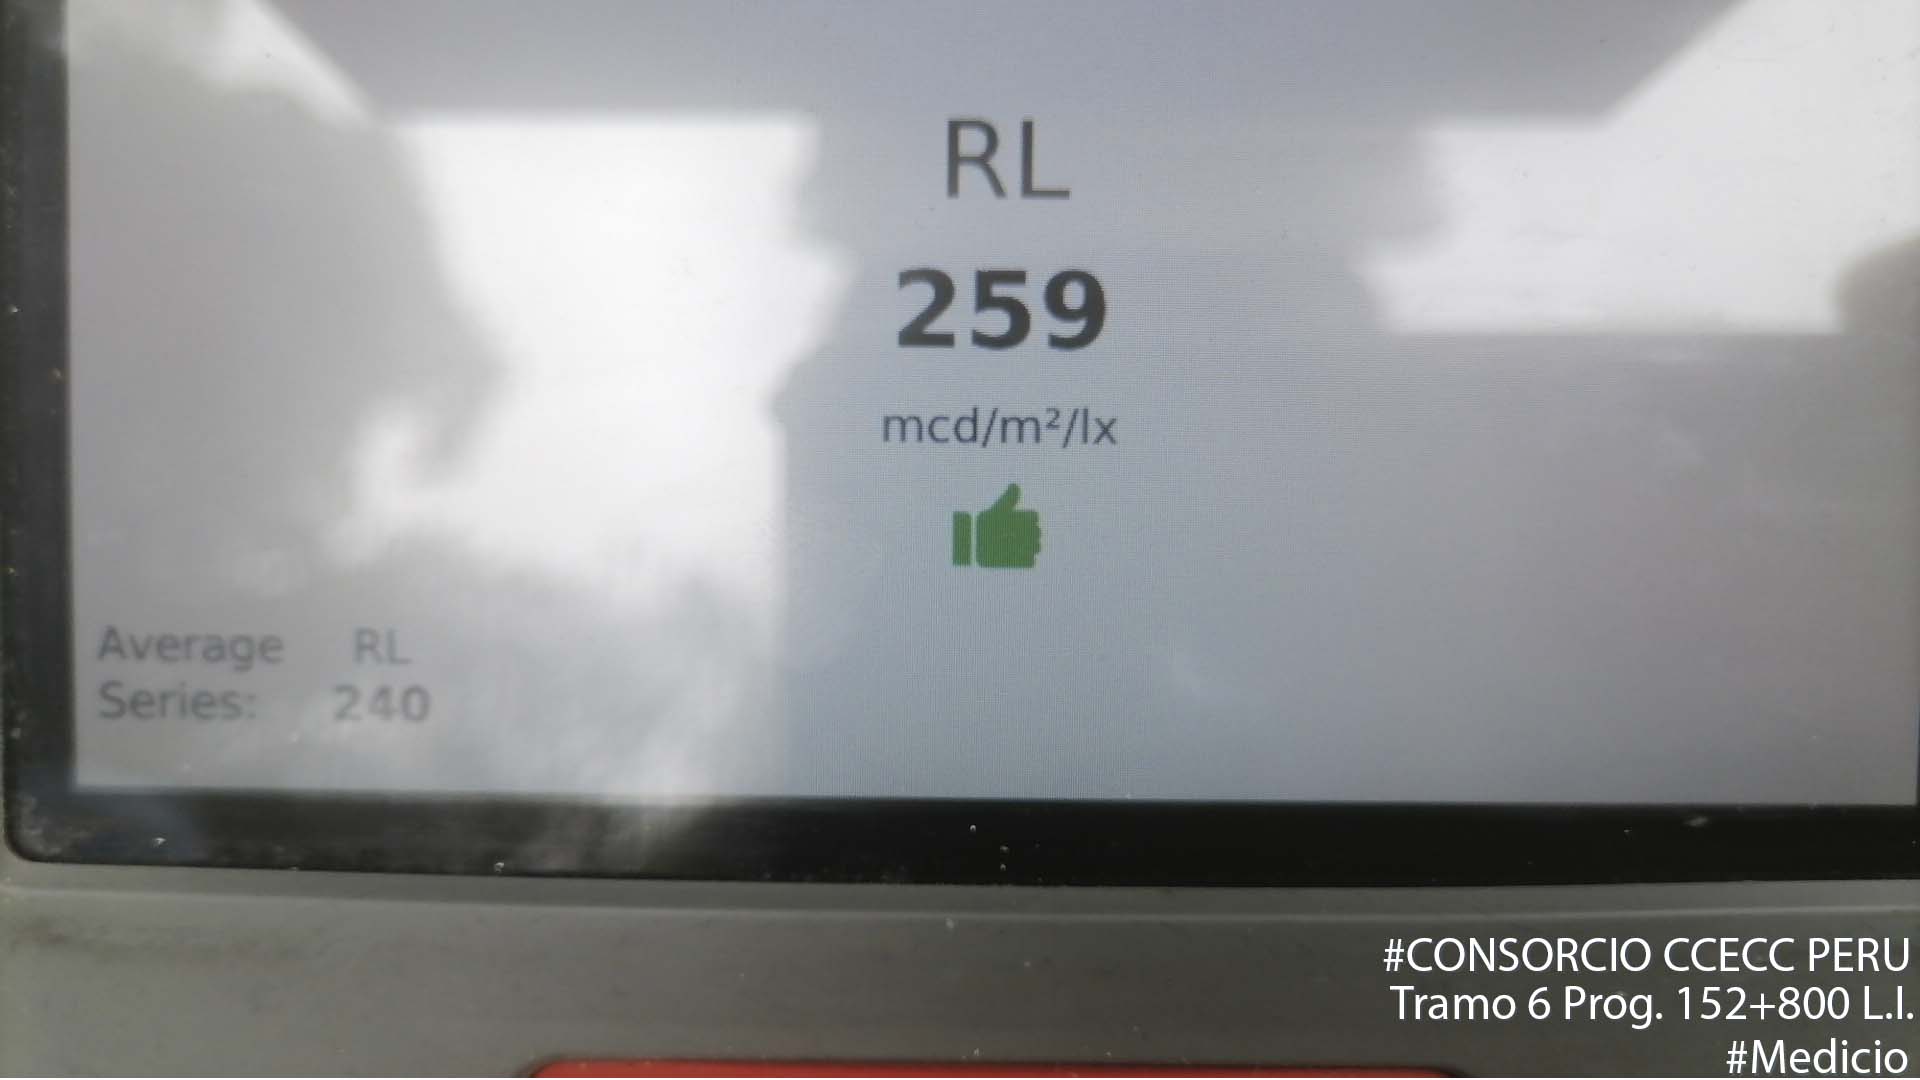 RL
259
mcd/m²/lx
Average RL
Series: 240
#CONSORCIO CCECC PERU
Tramo 6 Prog. 152+800 L.I.
#Medicio